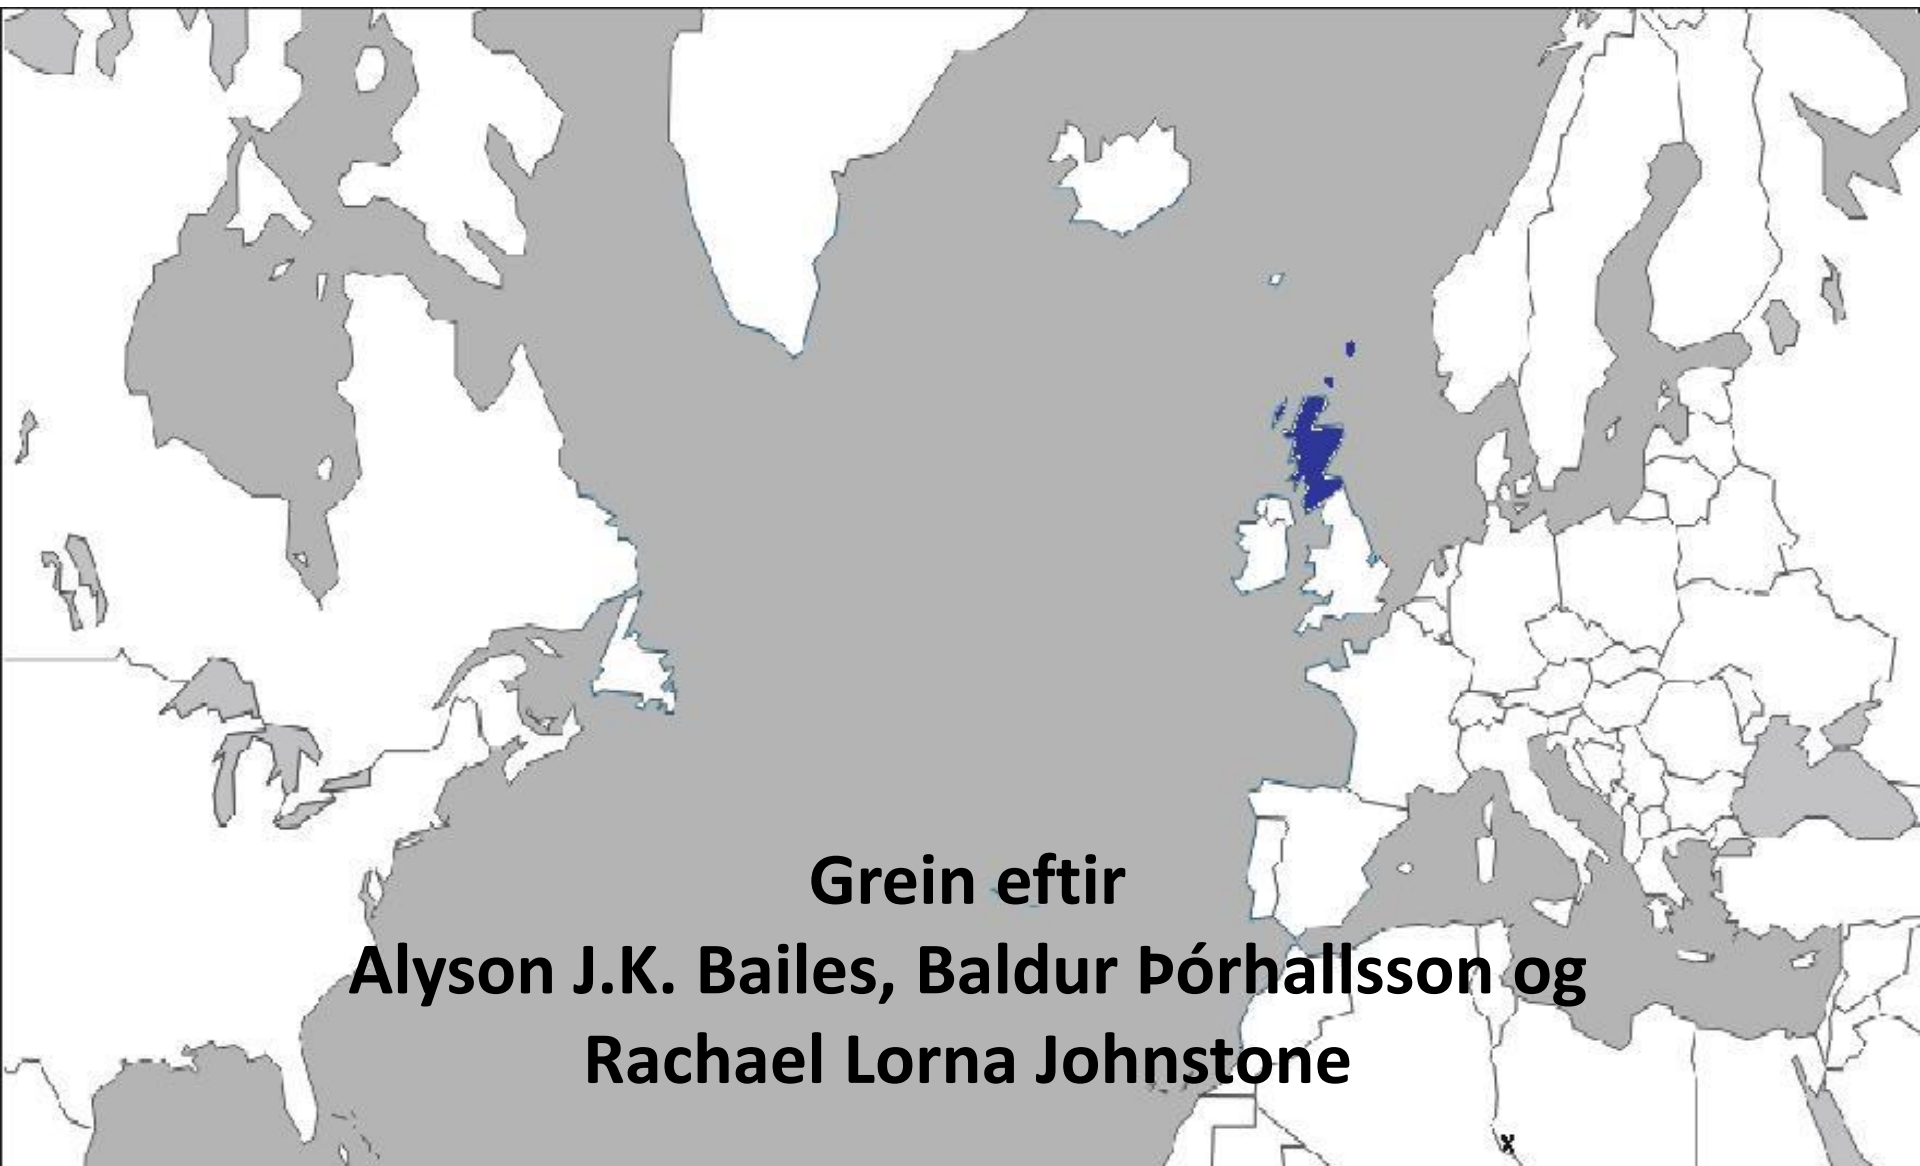 Grein eftir
Alyson J.K. Bailes, Baldur Þórhallsson og
Rachael Lorna Johnstone
x